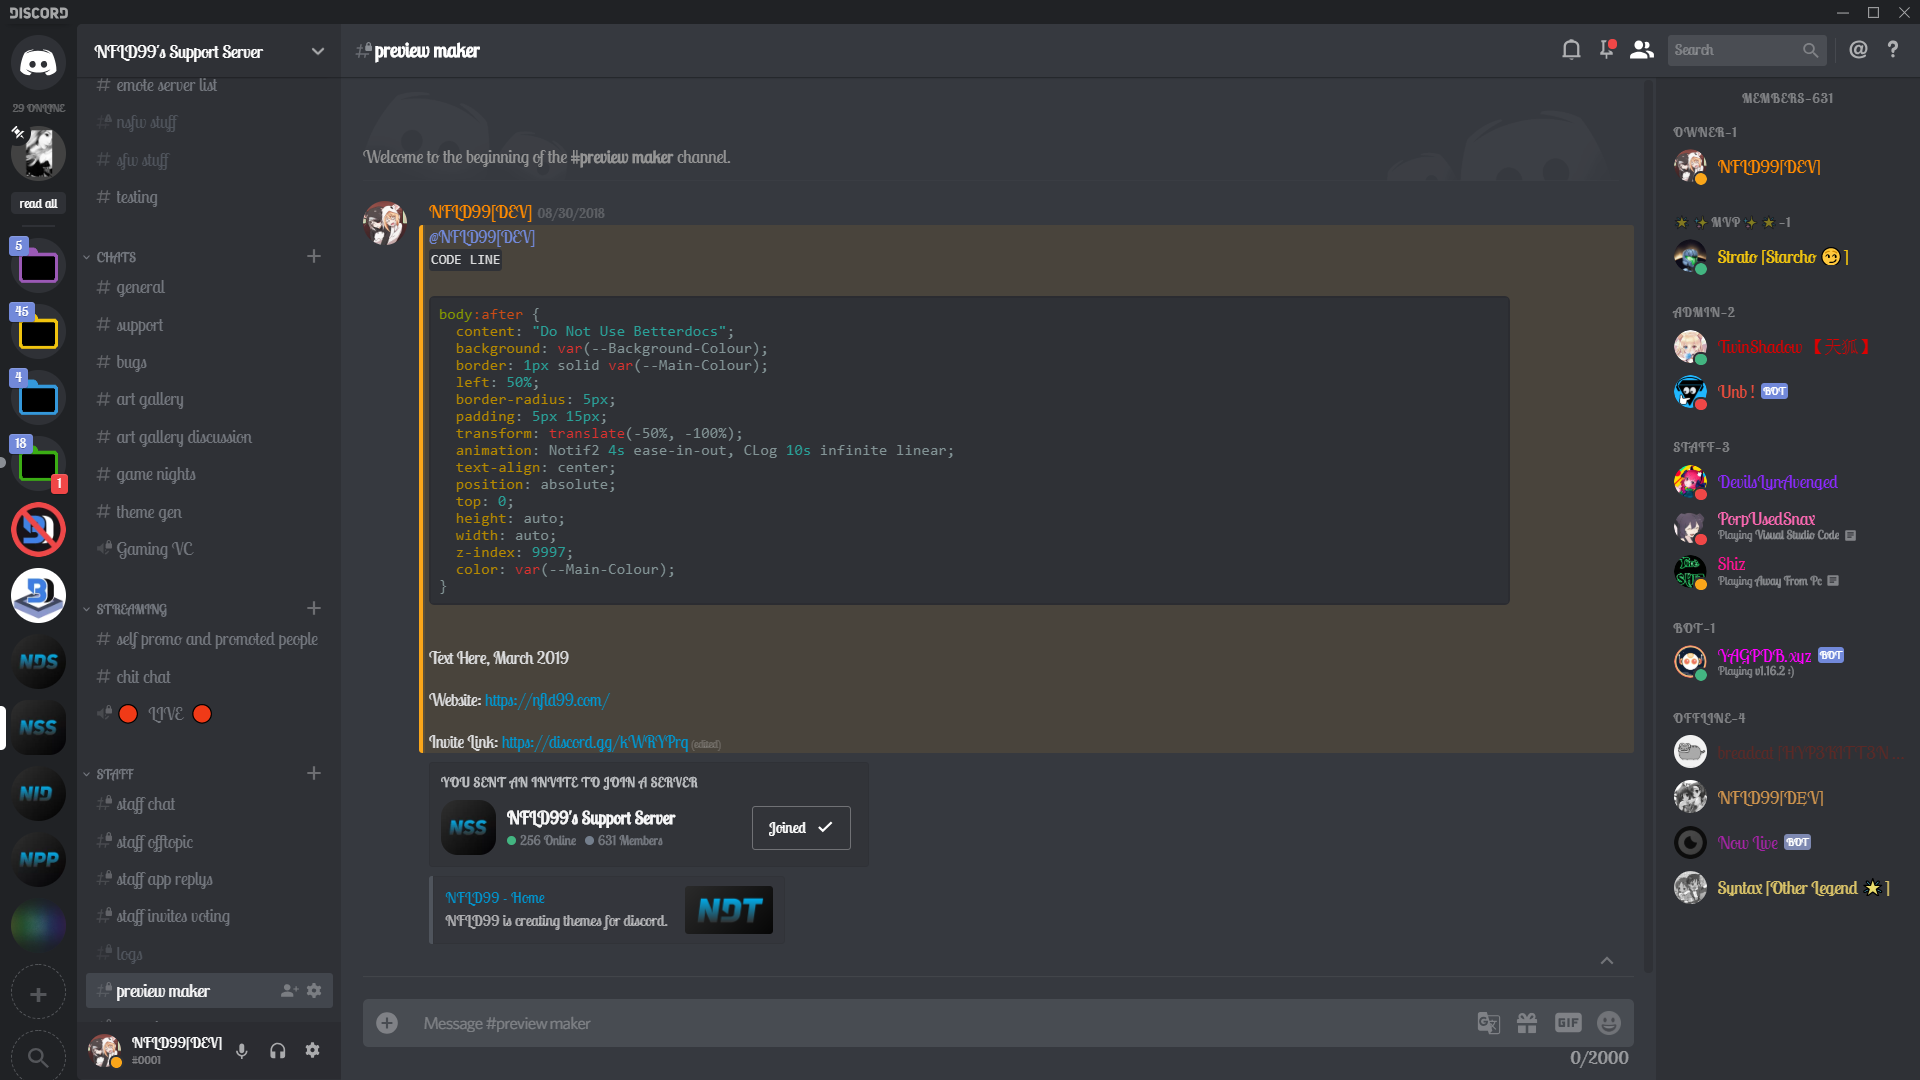 DISCORD
29 ONLINE
read all
5
45
4
18
1
NDS
NSS
NID
NPP
NFLD99's Support Server
emote server list
nsfw stuff
sfw stuff
testing
CHATS
general
support
bugs
art gallery
art gallery discussion
game nights
theme gen
Gaming VC
STREAMING
self promo and promoted people
chit chat
LIVE
STAFF
staff chat
staff offtopic
staff app replys
staff invites voting
logs
preview maker
NFLD99[DEV]
#0001
preview maker
Search
Welcome to the beginning of the #preview maker channel.
NFLD99[DEV] 08/30/2018
@NFLD99[DEV]
CODE LINE
body:after {
content: "Do Not Use Betterdocs";
background: var(--Background-Colour);
border: 1px solid var(--Main-Colour);
left: 50%;
border-radius: 5px;
padding: 5px 15px;
transform: translate(-50%, -100%);
animation: Notif2 4s ease-in-out, CLog 10s infinite linear;
text-align: center;
position: absolute;
top: 0;
height: auto;
width: auto;
z-index: 9997;
color: var(--Main-Colour);
}
Text Here, March 2019
Website: https://nfld99.com/
Invite Link: https://discord.gg/kWRYPrq (edited)
YOU SENT AN INVITE TO JOIN A SERVER
NSS
NFLD99's Support Server
256 Online 631 Members
Joined
NFLD99 - Home
NFLD99 is creating themes for discord.
NDT
Message #preview maker
GIF
0/2000
MEMBERS-631
OWNER-1
NFLD99[DEV]
MVP -1
Strato [Starcho 😏 ]
ADMIN-2
TwinShadow 【 天狐 】
Unb ! BOT
STAFF-3
DevilsLynAvenged
PorpUsedSnax
Playing Visual Studio Code
Shiz
Playing Away From Pc
BOT-1
YAGPDB.xyz BOT
Playing v1.16.2 :)
OFFLINE-4
NFLD99[DEV]
Now Live BOT
Syntax [Other Legend 🌟 ]